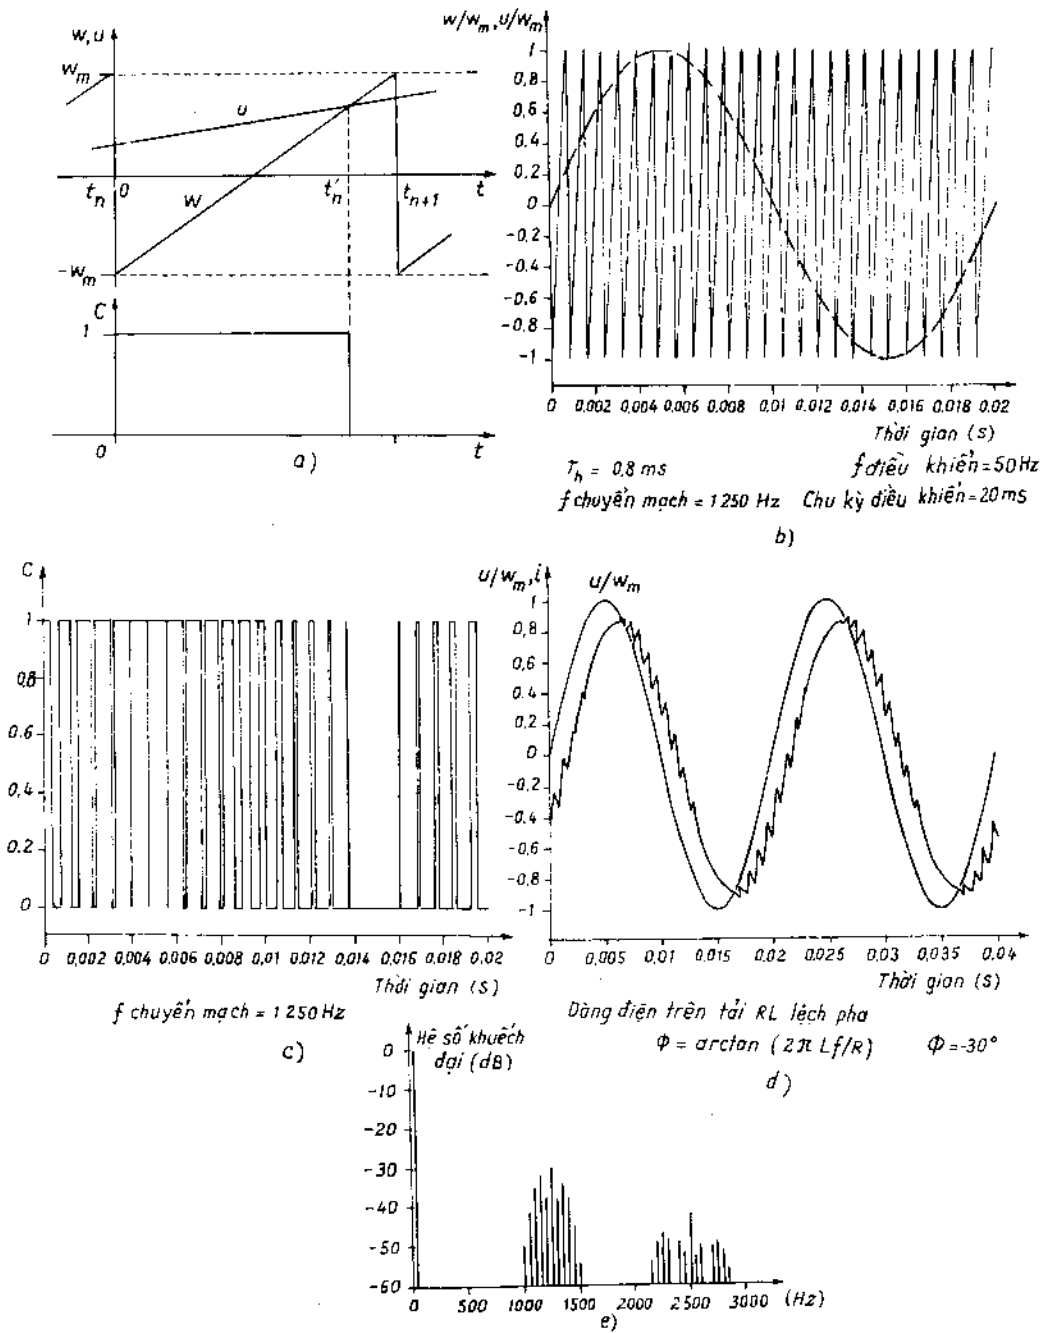 w, u
w_m
u
t_n 0
w
t'_n
t_n+1
t
-w_m
C
1
0
a)
t
w/w_m, u/w_m
1
0,8
0,6
0,4
0,2
0
-0,2
-0,4
-0,6
-0,8
-1
0 0,002 0,004 0,006 0,008 0,01 0,012 0,014 0,016 0,018 0,02
Thời gian (s)
T_h = 0,8 ms
f điều khiển = 50 Hz
f chuyển mạch = 1250 Hz Chu kỳ điều khiển = 20 ms
b)
C
1
0,8
0,6
0,4
0,2
0
0 0,002 0,004 0,006 0,008 0,01 0,012 0,014 0,016 0,018 0,02
Thời gian (s)
f chuyển mạch = 1250 Hz
c)
u/w_m, i
u/w_m
1
0,8
0,6
0,4
0,2
0
-0,2
-0,4
-0,6
-0,8
-1
0 0,005 0,01 0,015 0,02 0,025 0,03 0,035 0,04
Thời gian (s)
Dòng điện trên tải RL lệch pha
Φ = arctan (2π Lf/R) Φ = -30°
d)
Hệ số khuếch
đại (dB)
0
-10
-20
-30
-40
-50
-60
0 500 1000 1500 2000 2500 3000 (Hz)
e)